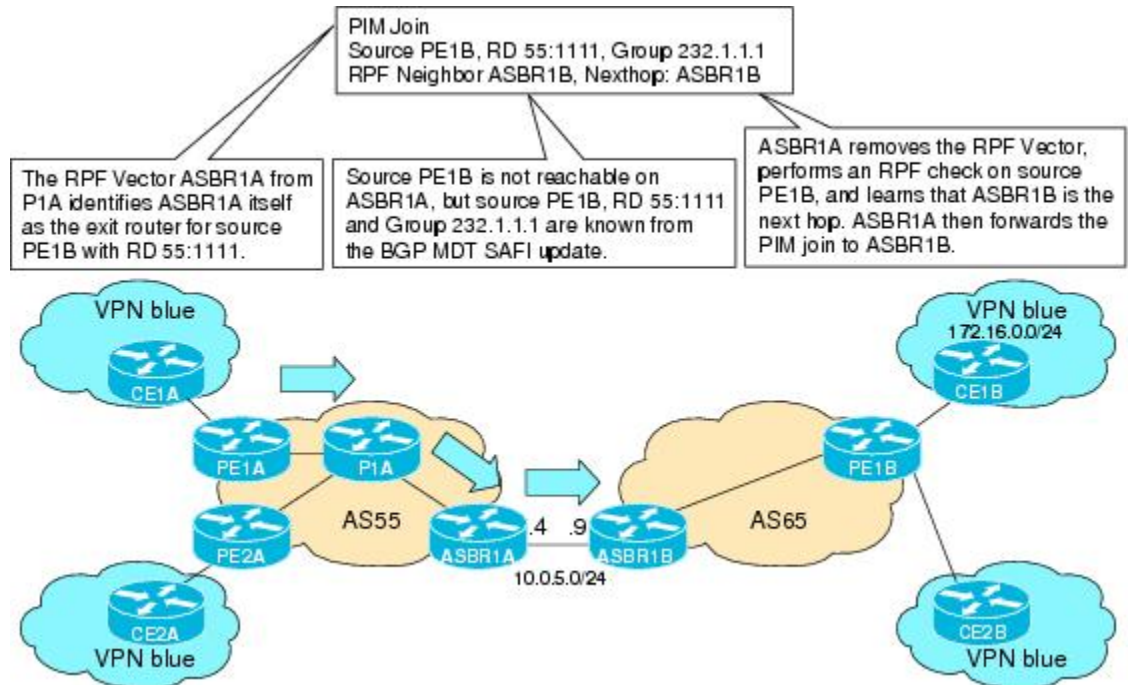 PIM Join
Source PE1B, RD 55:1111, Group 232.1.1.1
RPF Neighbor ASBR1B, Nexthop: ASBR1B
The RPF Vector ASBR1A from
P1A identifies ASBR1A itself
as the exit router for source
PE1B with RD 55:1111.
Source PE1B is not reachable on
ASBR1A, but source PE1B, RD 55:1111
and Group 232.1.1.1 are known from
the BGP MDT SAFI update.
ASBR1A removes the RPF Vector,
performs an RPF check on source
PE1B, and learns that ASBR1B is the
next hop. ASBR1A then forwards the
PIM join to ASBR1B.
VPN blue
CE1A
VPN blue
172.16.0.0/24
CE1B
PE1A
P1A
PE1B
PE2A
AS55
ASBR1A
.4
.9
ASBR1B
AS65
10.0.5.0/24
CE2A
VPN blue
CE2B
VPN blue